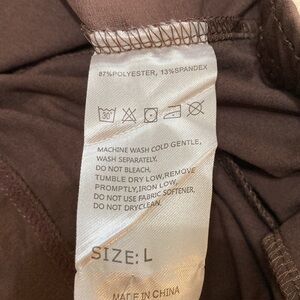 87%POLYESTER, 13%SPANDEX
30°
MACHINE WASH COLD GENTLE,
WASH SEPARATELY,
DO NOT BLEACH,
TUMBLE DRY LOW,REMOVE
PROMPTLY,IRON LOW,
DO NOT USE FABRIC SOFTENER,
DO NOT DRYCLEAN.
SIZE: L
MADE IN CHINA